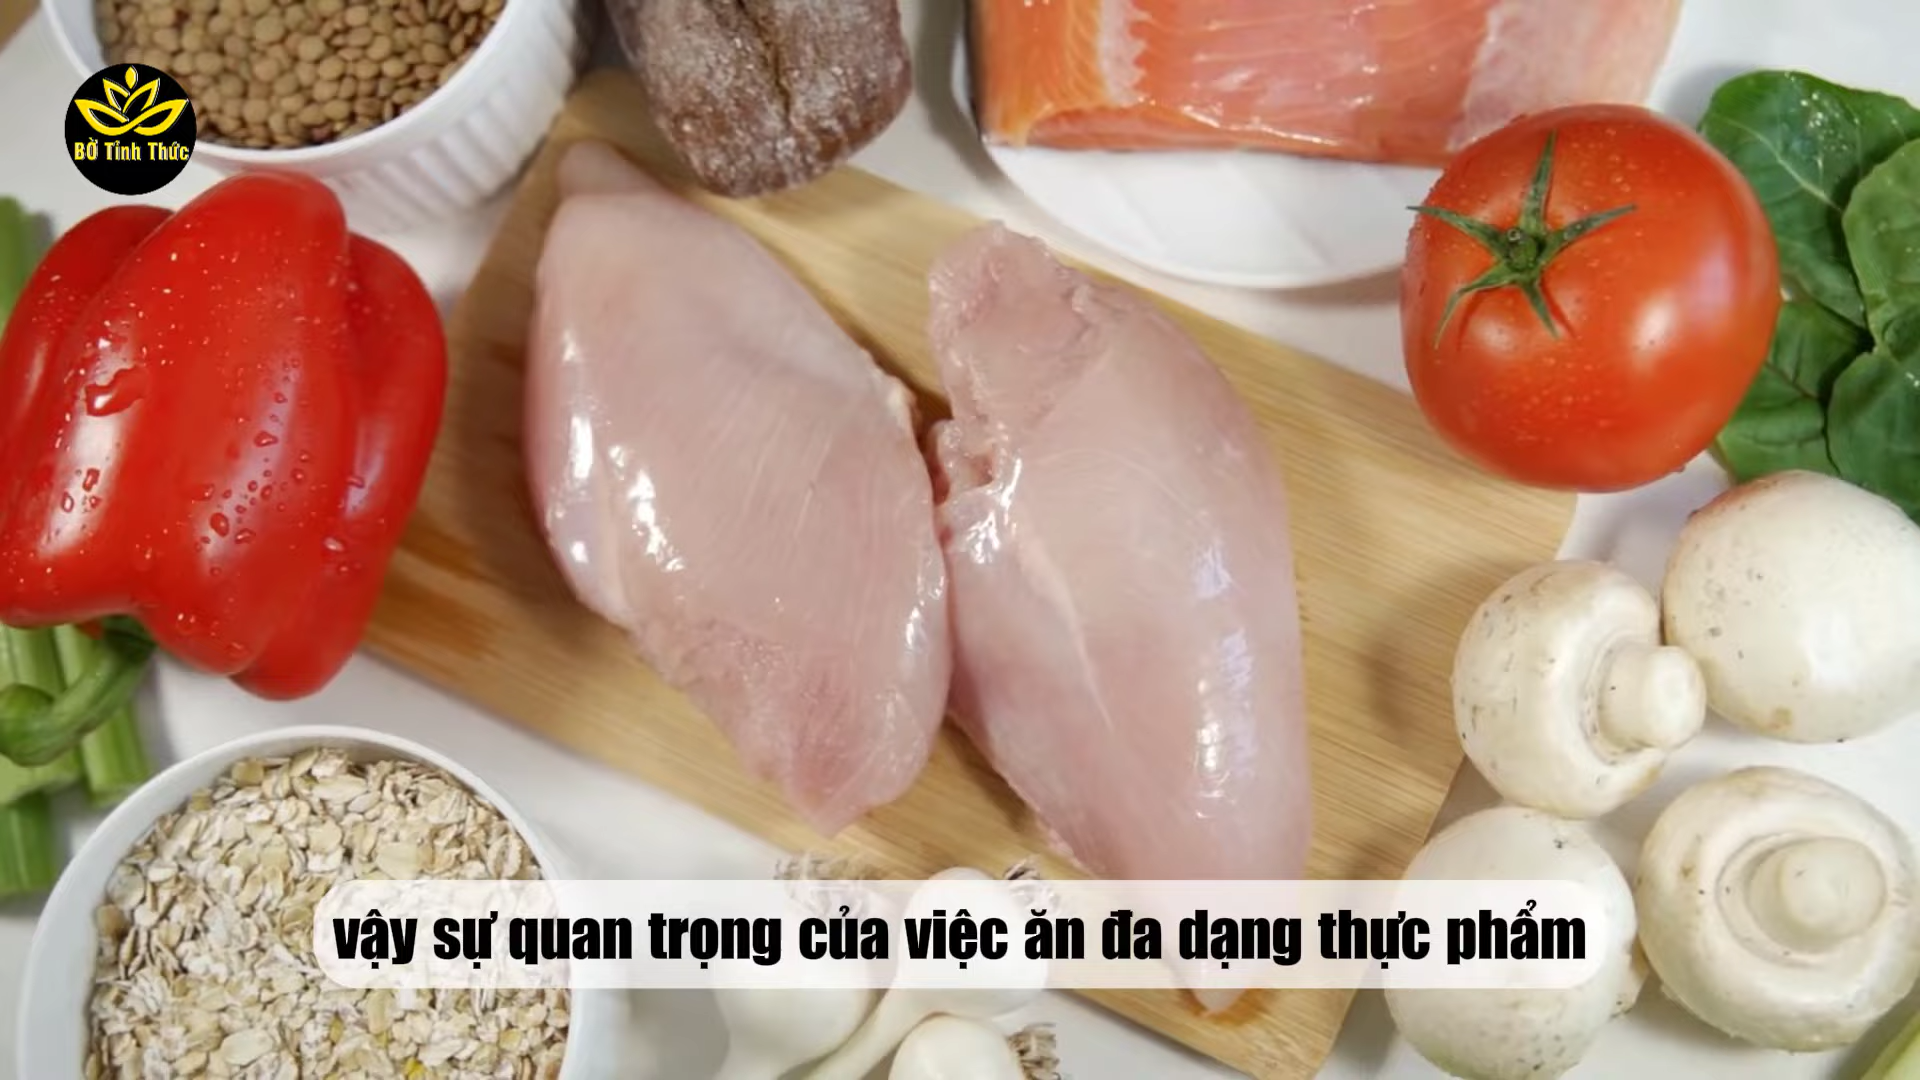 BỜ Tỉnh Thức
vậy sự quan trọng của việc ăn đa dạng thực phẩm